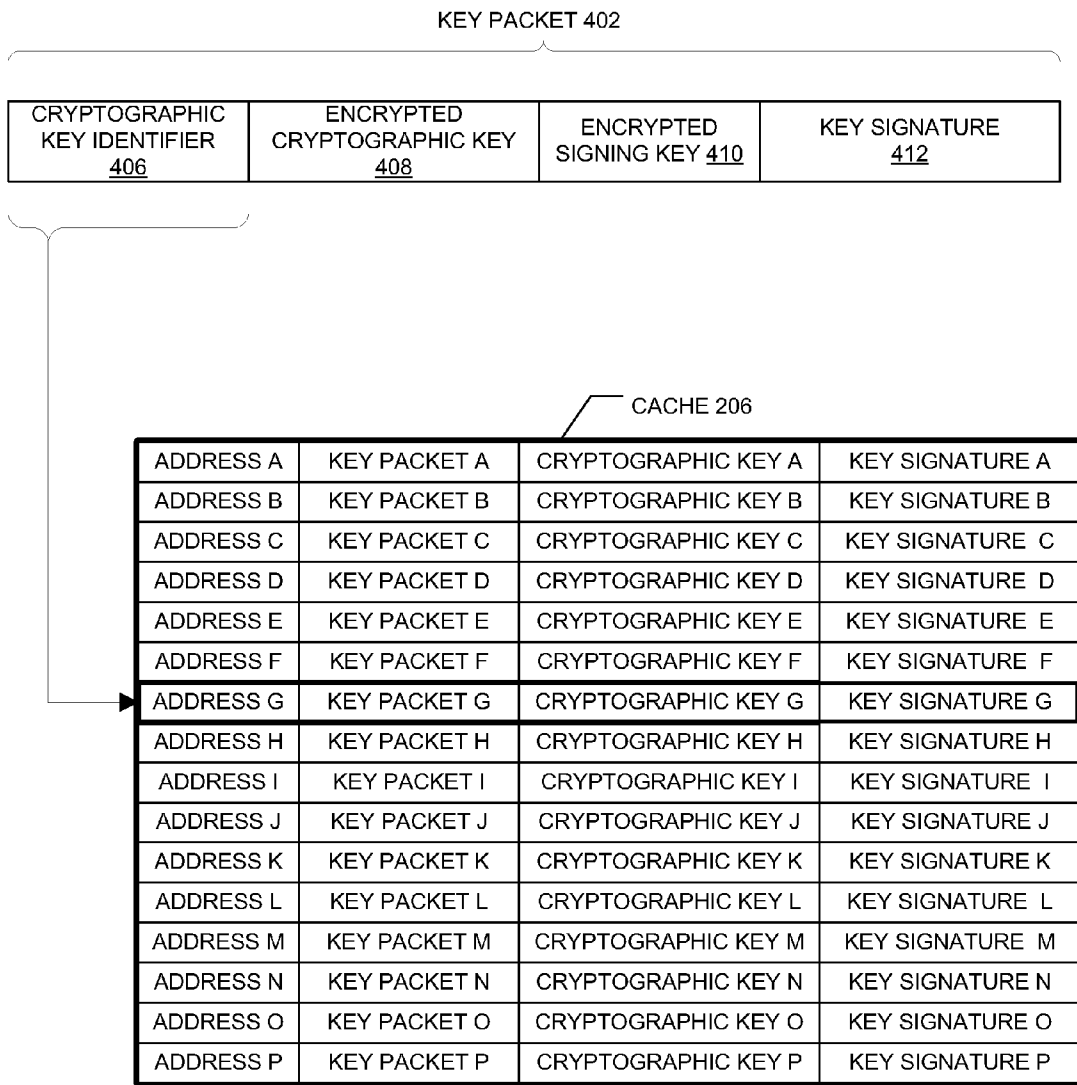 KEY PACKET 402
CRYPTOGRAPHIC
KEY IDENTIFIER
406
ENCRYPTED
CRYPTOGRAPHIC KEY
408
ENCRYPTED
SIGNING KEY 410
KEY SIGNATURE
412
CACHE 206
ADDRESS A KEY PACKET A CRYPTOGRAPHIC KEY A KEY SIGNATURE A
ADDRESS B KEY PACKET B CRYPTOGRAPHIC KEY B KEY SIGNATURE B
ADDRESS C KEY PACKET C CRYPTOGRAPHIC KEY C KEY SIGNATURE C
ADDRESS D KEY PACKET D CRYPTOGRAPHIC KEY D KEY SIGNATURE D
ADDRESS E KEY PACKET E CRYPTOGRAPHIC KEY E KEY SIGNATURE E
ADDRESS F KEY PACKET F CRYPTOGRAPHIC KEY F KEY SIGNATURE F
ADDRESS G KEY PACKET G CRYPTOGRAPHIC KEY G KEY SIGNATURE G
ADDRESS H KEY PACKET H CRYPTOGRAPHIC KEY H KEY SIGNATURE H
ADDRESS I KEY PACKET I CRYPTOGRAPHIC KEY I KEY SIGNATURE I
ADDRESS J KEY PACKET J CRYPTOGRAPHIC KEY J KEY SIGNATURE J
ADDRESS K KEY PACKET K CRYPTOGRAPHIC KEY K KEY SIGNATURE K
ADDRESS L KEY PACKET L CRYPTOGRAPHIC KEY L KEY SIGNATURE L
ADDRESS M KEY PACKET M CRYPTOGRAPHIC KEY M KEY SIGNATURE M
ADDRESS N KEY PACKET N CRYPTOGRAPHIC KEY N KEY SIGNATURE N
ADDRESS O KEY PACKET O CRYPTOGRAPHIC KEY O KEY SIGNATURE O
ADDRESS P KEY PACKET P CRYPTOGRAPHIC KEY P KEY SIGNATURE P